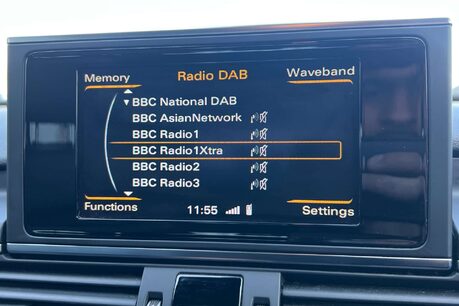 Memory
Radio DAB
Waveband
BBC National DAB
BBC AsianNetwork
BBC Radio1
BBC Radio1Xtra
BBC Radio2
BBC Radio3
Functions
11:55
Settings